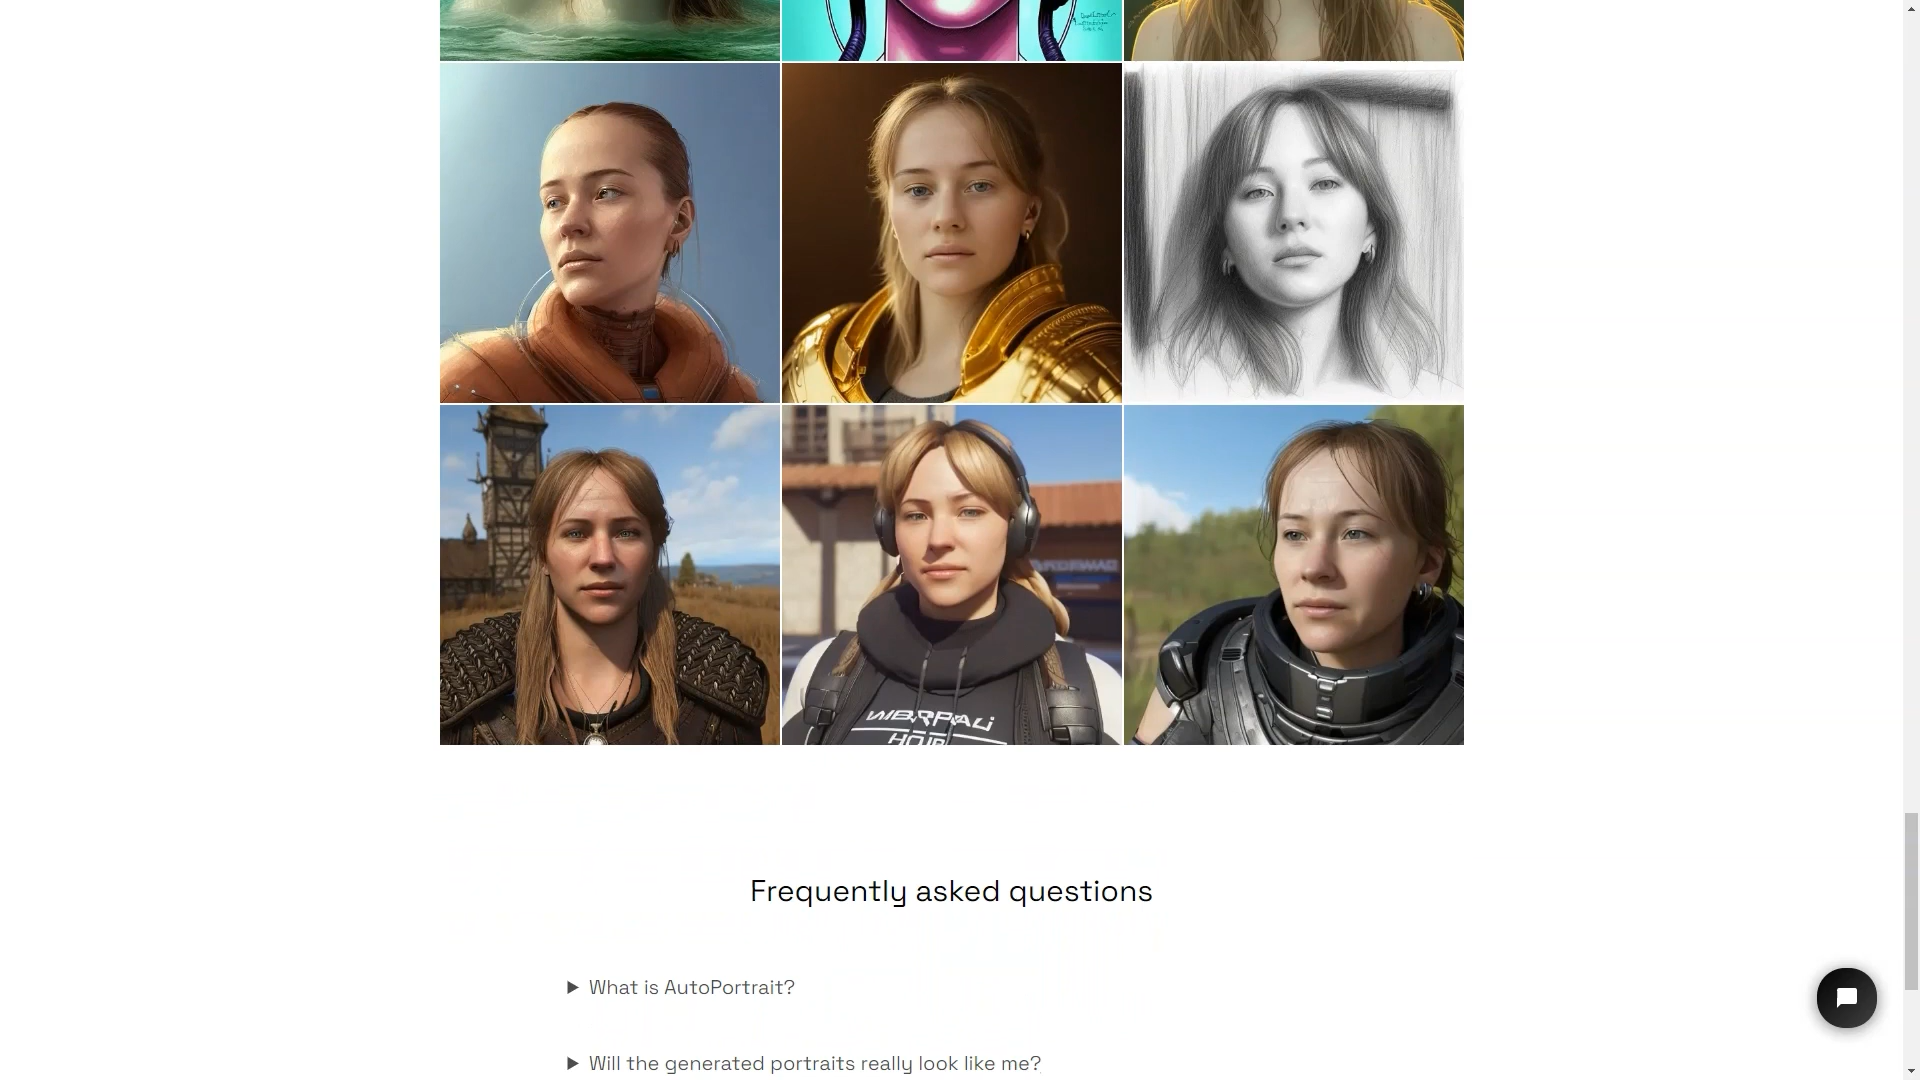 Frequently asked questions
What is AutoPortrait?
Will the generated portraits really look like me?